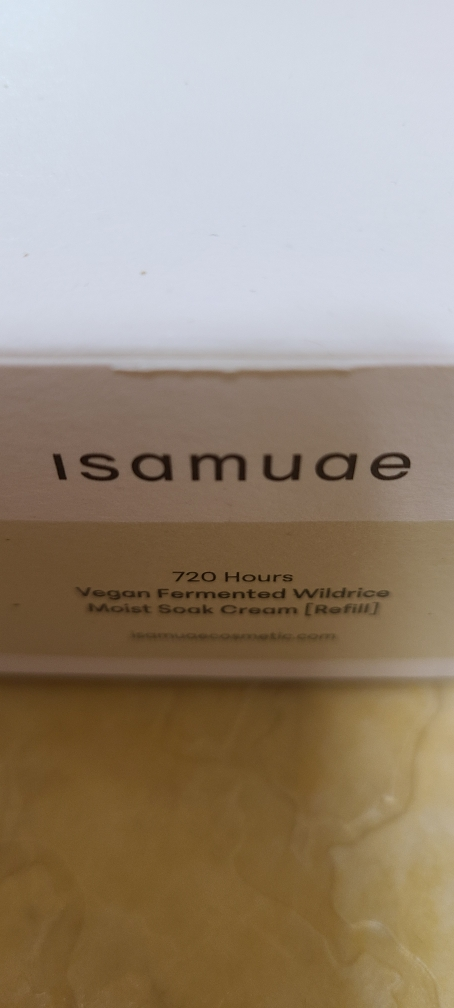 ısamuae
720 Hours
Vegan Fermented Wildrice
Moist Soak Cream [Refill]
isamuaecosmetic.com